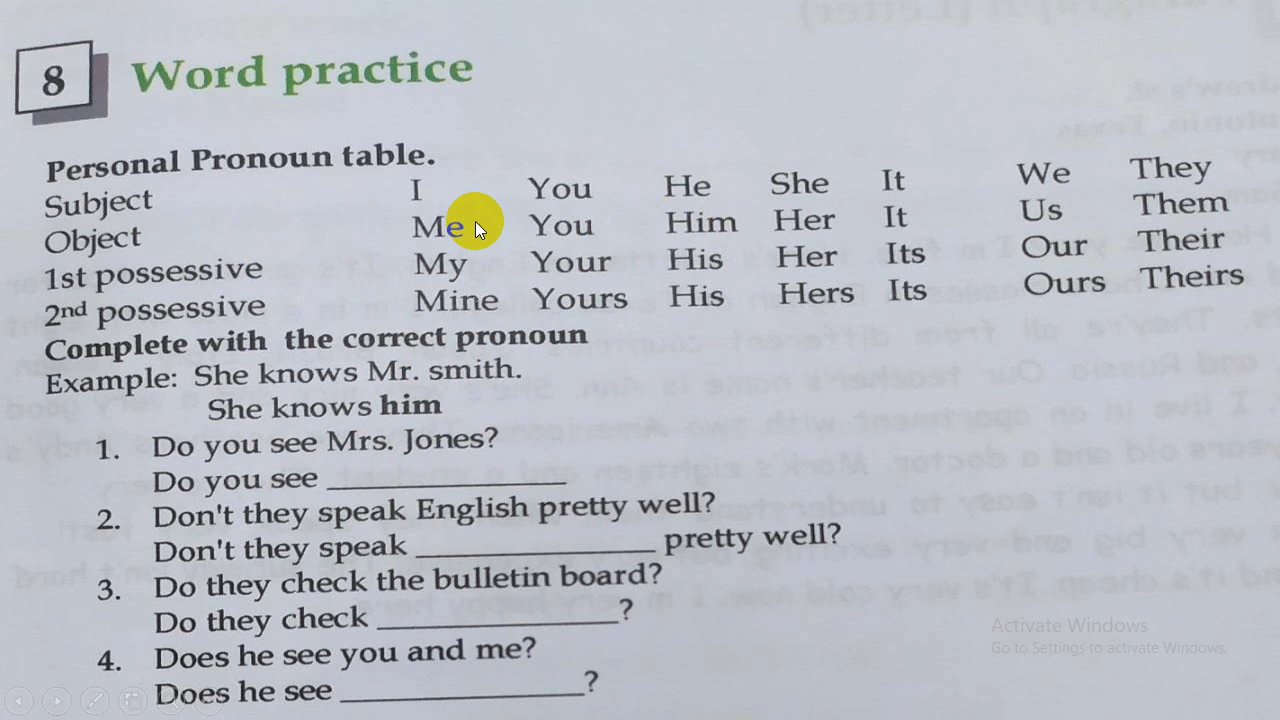 8 Word practice
Personal Pronoun table.
Subject I You He She It We They
Object Me You Him Her It Us Them
1st possessive My Your His Her Its Our Their
2nd possessive Mine Yours His Hers Its Ours Theirs
Complete with the correct pronoun
Example: She knows Mr. smith.
She knows him
1. Do you see Mrs. Jones?
Do you see ____________
2. Don't they speak English pretty well?
Don't they speak ____________ pretty well?
3. Do they check the bulletin board?
Do they check ____________?
4. Does he see you and me?
Does he see ____________?
Activate Windows
Go to Settings to activate Windows.